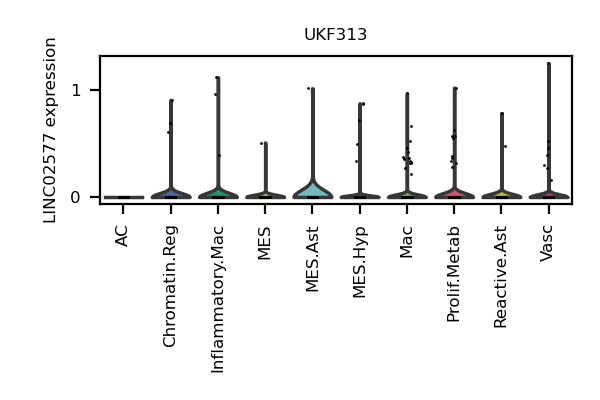 UKF313
LINC02577 expression
1
0
AC
Chromatin.Reg
Inflammatory.Mac
MES
MES.Ast
MES.Hyp
Mac
Prolif.Metab
Reactive.Ast
Vasc